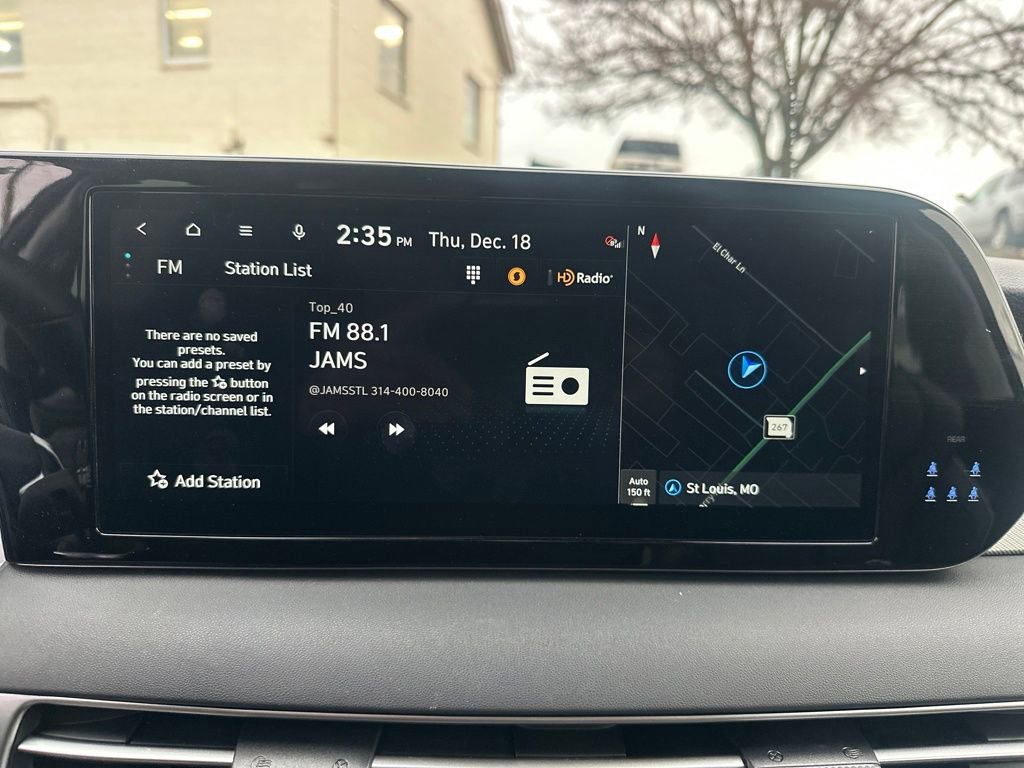 2:35 PM Thu, Dec. 18
FM Station List
HD Radio
There are no saved
presets.
You can add a preset by
pressing the button
on the radio screen or in
the station/channel list.
Add Station
Top_40
FM 88.1
JAMS
@JAMSSTL 314-400-8040
N
El Char Ln
267
Auto
150 ft
St Louis, MO
REAR